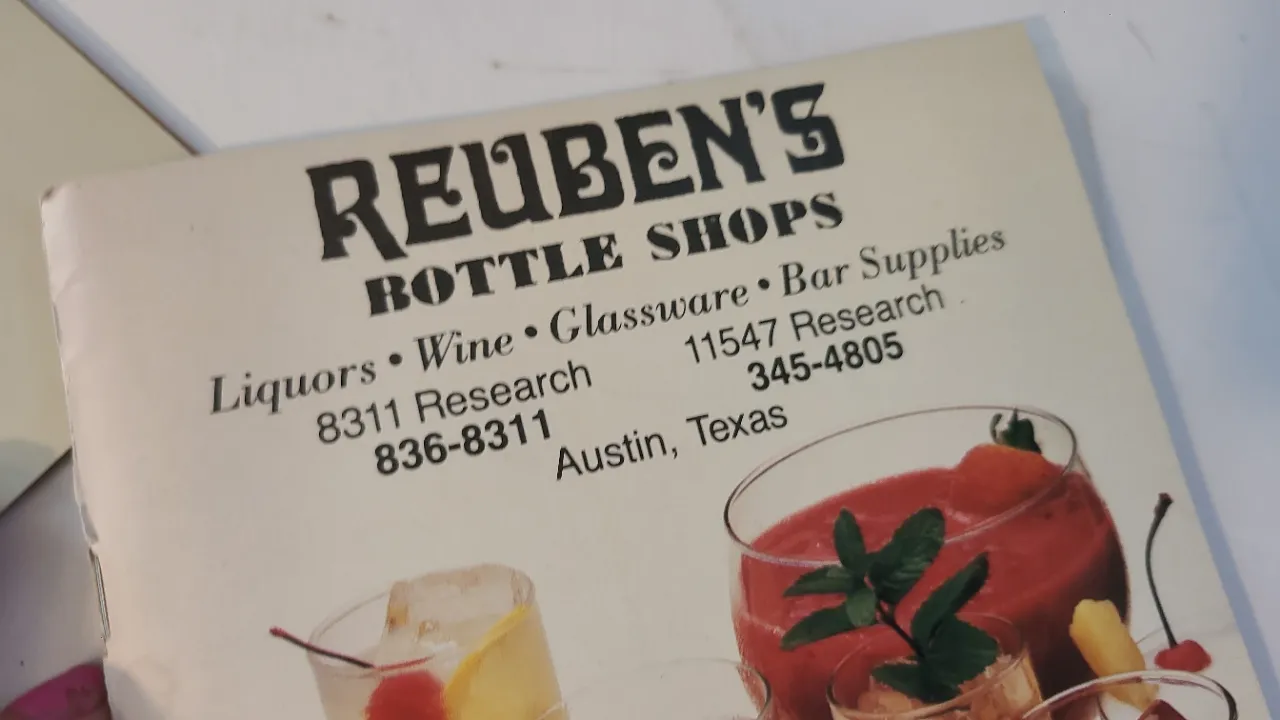 REUBEN'S
BOTTLE SHOPS
Liquors • Wine • Glassware • Bar Supplies
8311 Research 11547 Research
836-8311 345-4805
Austin, Texas